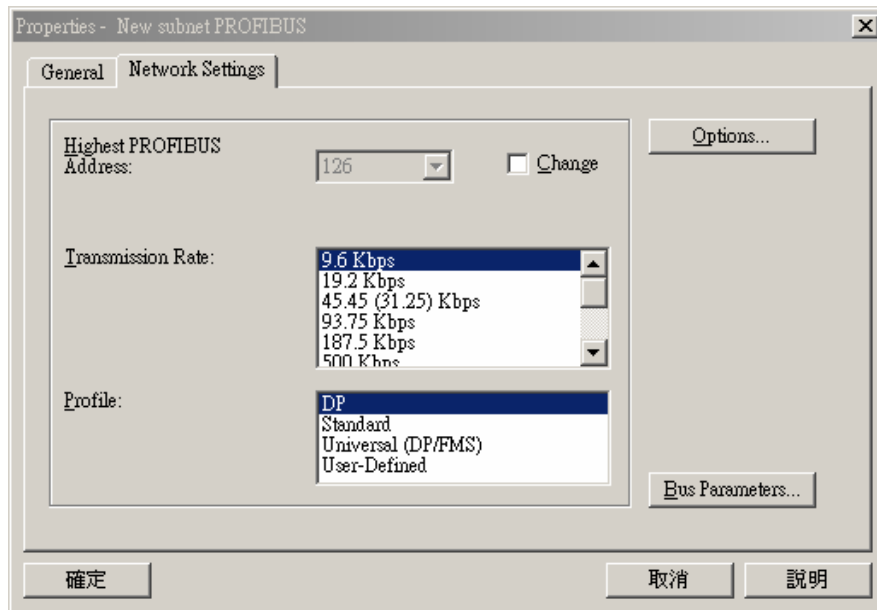 Properties - New subnet PROFIBUS
General
Network Settings
Highest PROFIBUS
Address:
126
Change
Options...
Transmission Rate:
9.6 Kbps
19.2 Kbps
45.45 (31.25) Kbps
93.75 Kbps
187.5 Kbps
500 Kbps
Profile:
DP
Standard
Universal (DP/FMS)
User-Defined
Bus Parameters...
確定
取消
說明